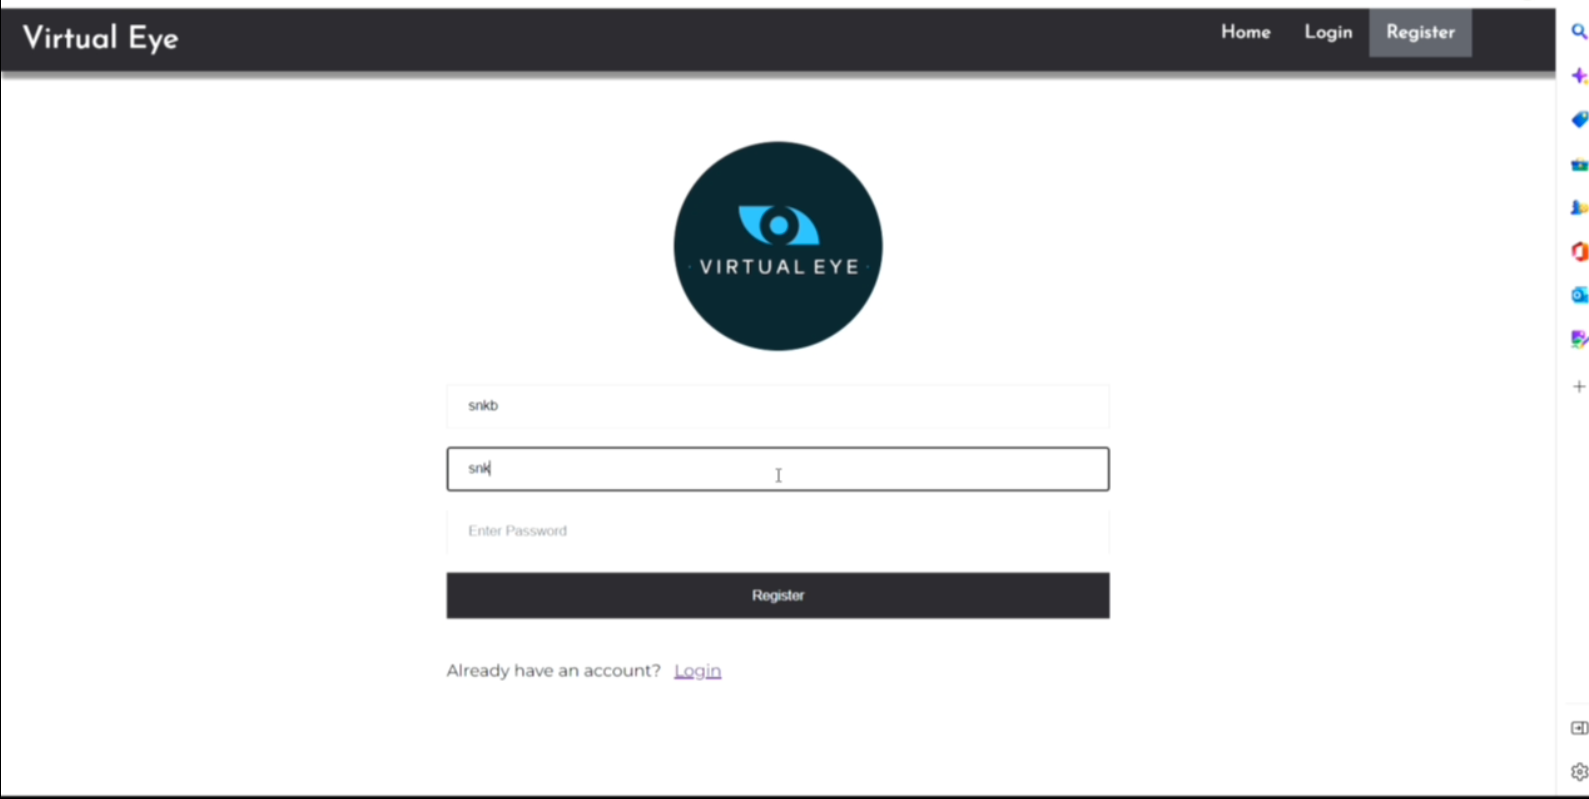 Virtual Eye
Home Login Register
VIRTUAL EYE
snkb
snk
Enter Password
Register
Already have an account? Login